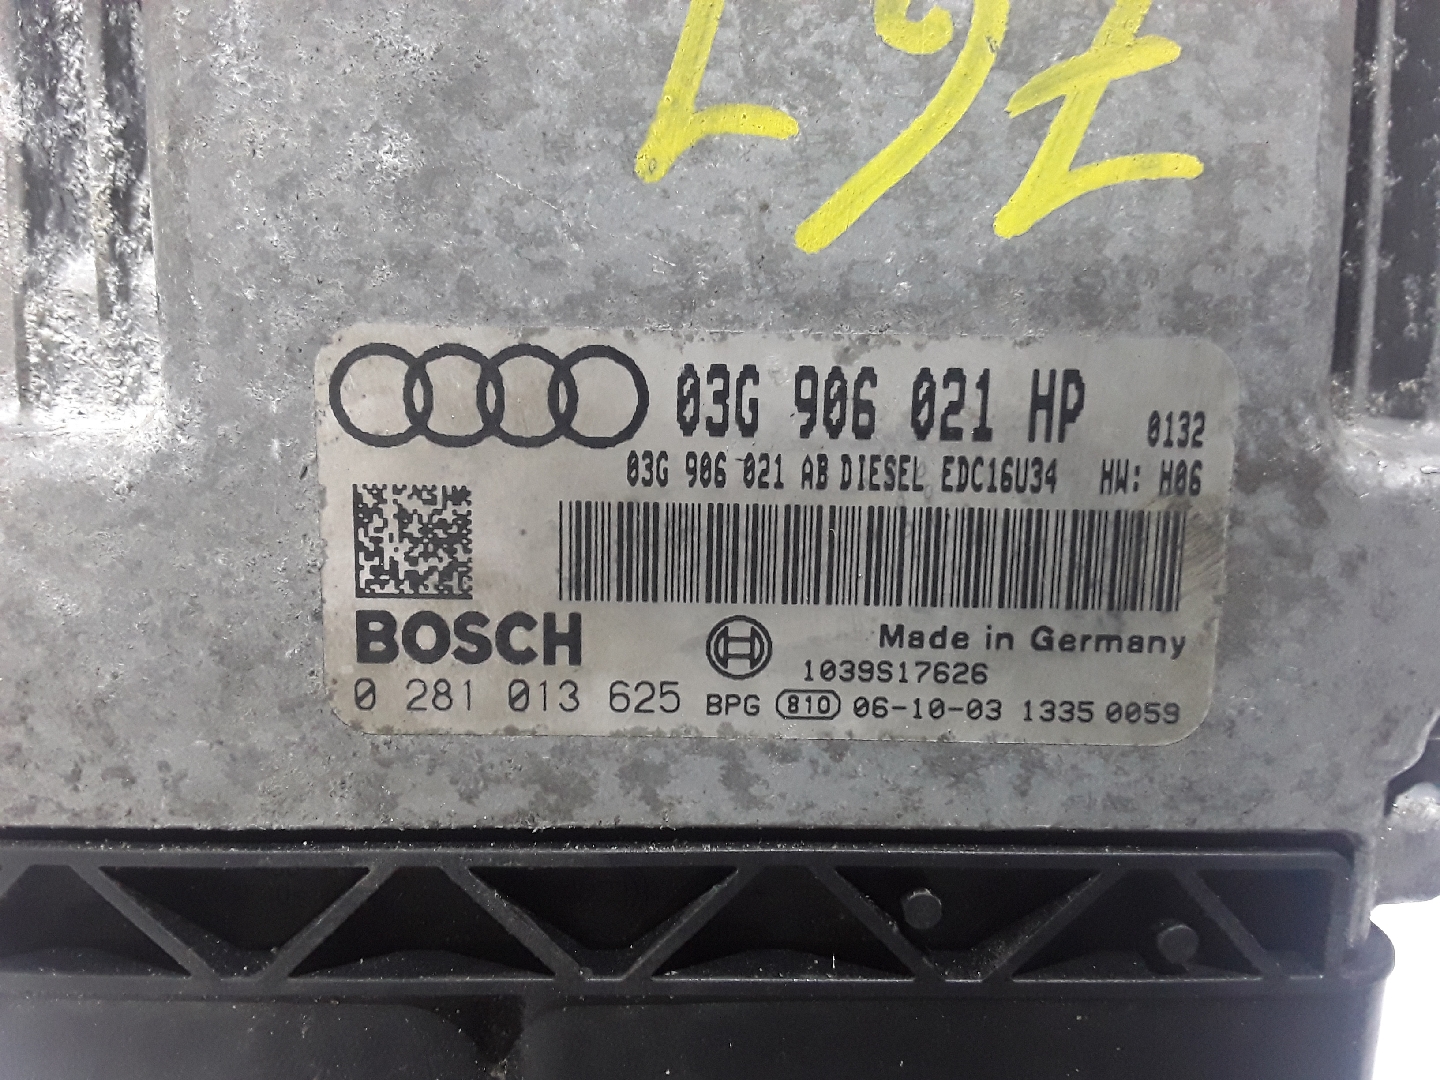 03G 906 021 HP 0132
03G 906 021 AB DIESEL EDC16U34 HW: H06
BOSCH
Made in Germany
1039S17626
0 281 013 625 BPG 810 06-10-03 1335 0059